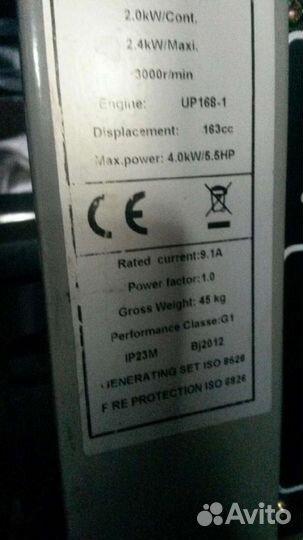 2.0kW/Cont.
2.4kW/Maxi.
3000r/min
Engine: UP168-1
Displacement: 163cc
Max.power: 4.0kW/5.5HP
CE
Rated current:9.1A
Power factor:1.0
Gross Weight: 45 kg
Performance Classe:G1
IP23M Bj2012
GENERATING SET ISO 8528
F RE PROTECTION ISO 8826
Avito